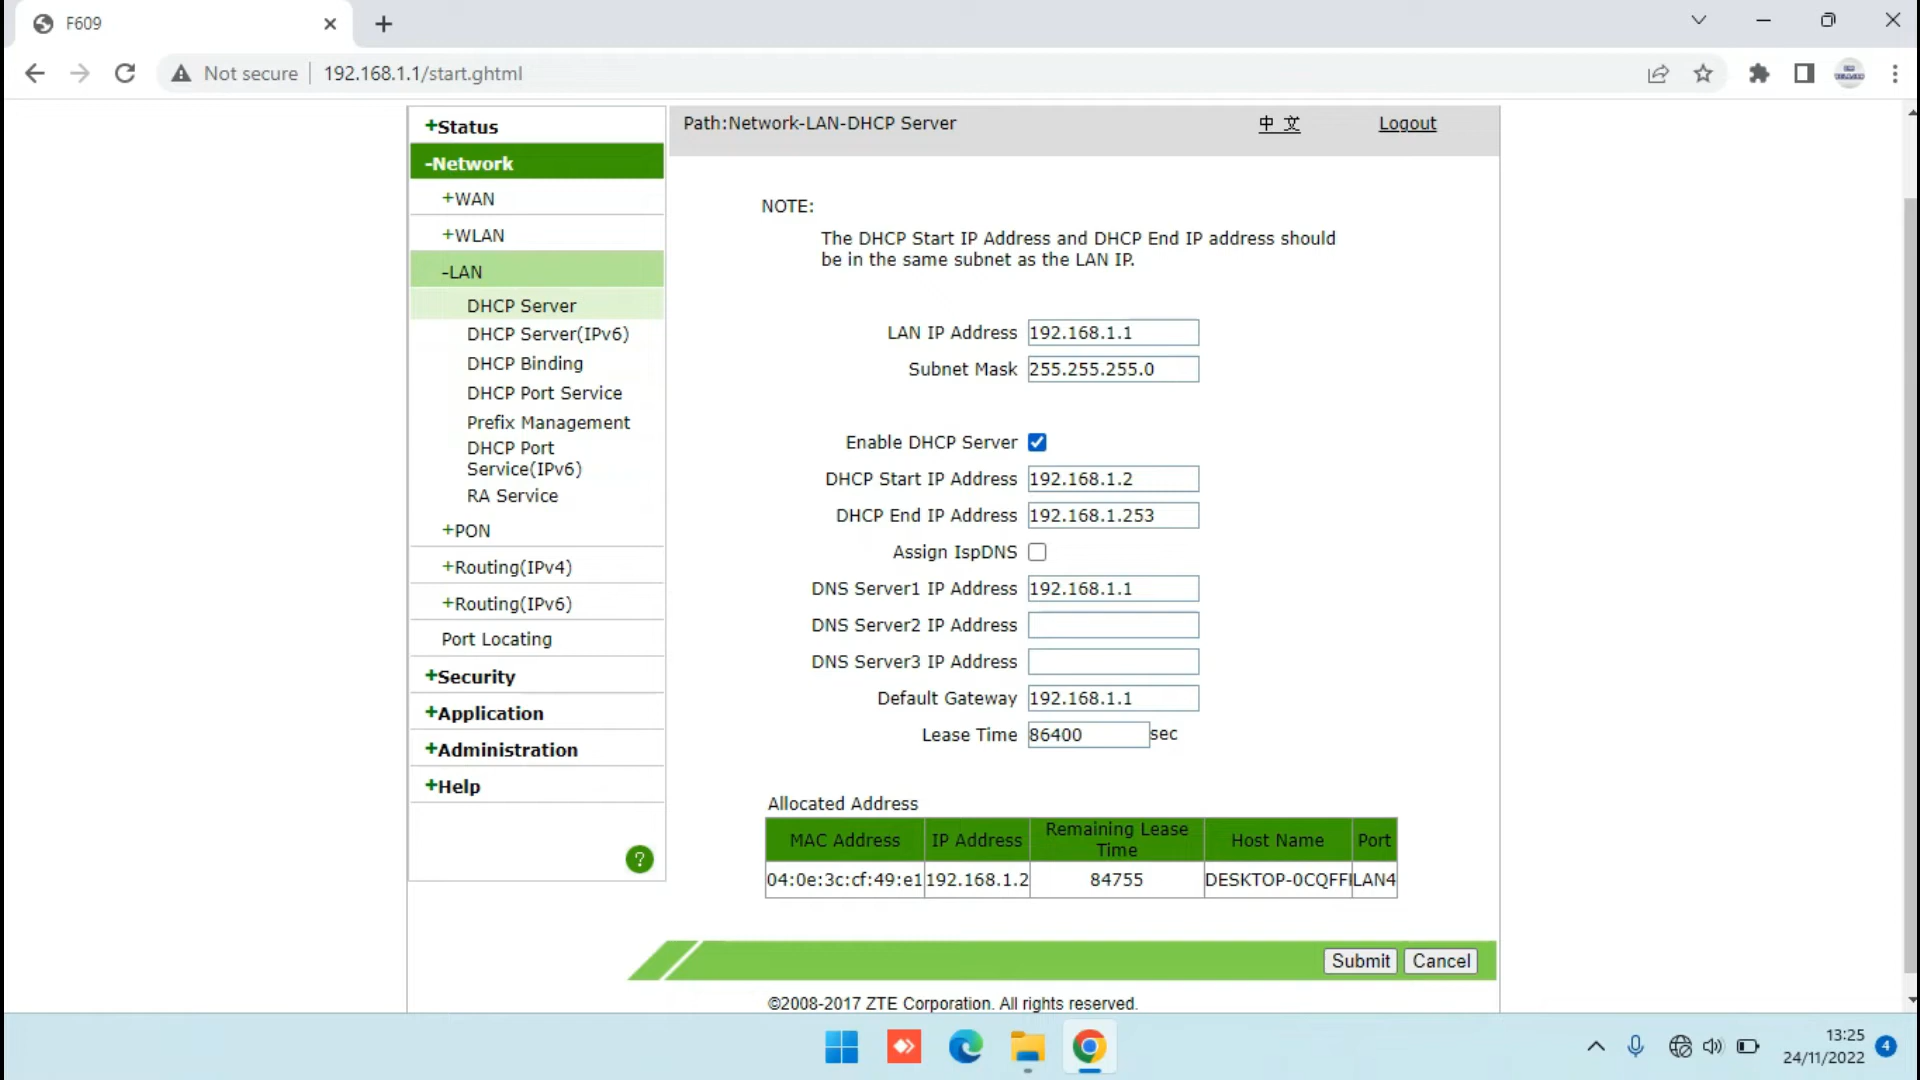 F609
Not secure
192.168.1.1/start.ghtml
+Status
-Network
+WAN
+WLAN
-LAN
DHCP Server
DHCP Server(IPv6)
DHCP Binding
DHCP Port Service
Prefix Management
DHCP Port
Service(IPv6)
RA Service
+PON
+Routing(IPv4)
+Routing(IPv6)
Port Locating
+Security
+Application
+Administration
+Help
?
Path:Network-LAN-DHCP Server
中 文
Logout
NOTE:
The DHCP Start IP Address and DHCP End IP address should
be in the same subnet as the LAN IP.
LAN IP Address 192.168.1.1
Subnet Mask 255.255.255.0
Enable DHCP Server
DHCP Start IP Address 192.168.1.2
DHCP End IP Address 192.168.1.253
Assign IspDNS
DNS Server1 IP Address 192.168.1.1
DNS Server2 IP Address
DNS Server3 IP Address
Default Gateway 192.168.1.1
Lease Time 86400 sec
Allocated Address
MAC Address IP Address Remaining Lease Time Host Name Port
04:0e:3c:cf:49:e1 192.168.1.2 84755 DESKTOP-0CQFF LAN4
Submit Cancel
©2008-2017 ZTE Corporation. All rights reserved.
13:25
24/11/2022
4